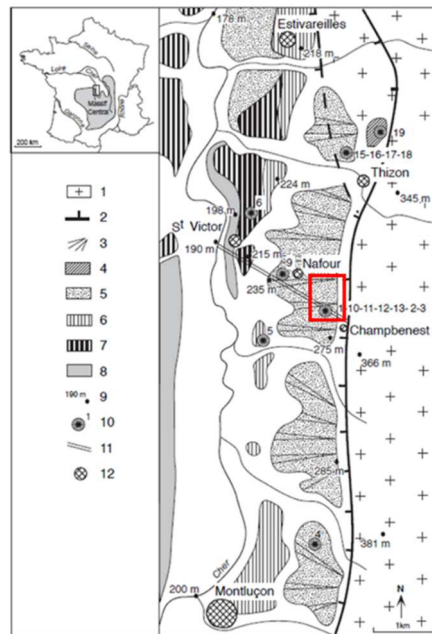 178 m
Estivareilles
218 m
Loire
Massif
Central
200 km
19
15-16-17-18
Thizon
224 m
345 m
1
2
3
4
5
6
7
8
190 m
9
1
10
11
12
198 m
6
St Victor
190 m
215 m
9
Nafour
235 m
1-10-11-12-13-2-3
Champbenest
5
275 m
366 m
285 m
4
381 m
Cher
200 m
Montluçon
N
1km